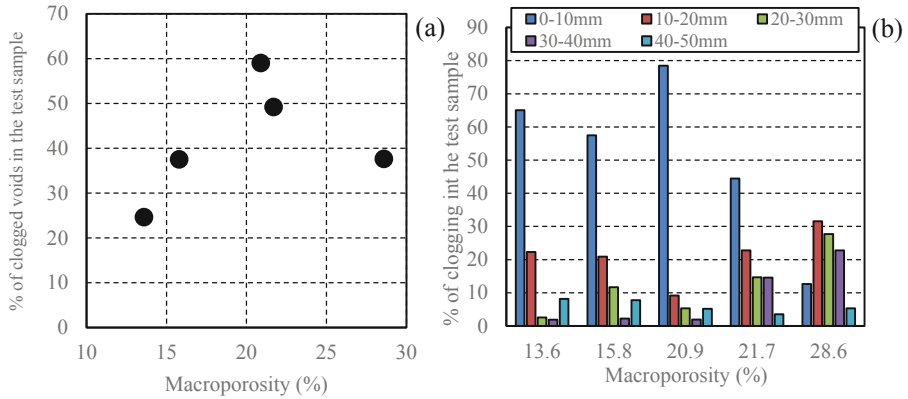 (a)
% of clogged voids in the test sample
70
60
50
40
30
20
10
0
10 15 20 25 30
Macroporosity (%)
(b)
% of clogging int he test sample
90
80
70
60
50
40
30
20
10
0
0-10mm 10-20mm 20-30mm
30-40mm 40-50mm
13.6 15.8 20.9 21.7 28.6
Macroporosity (%)